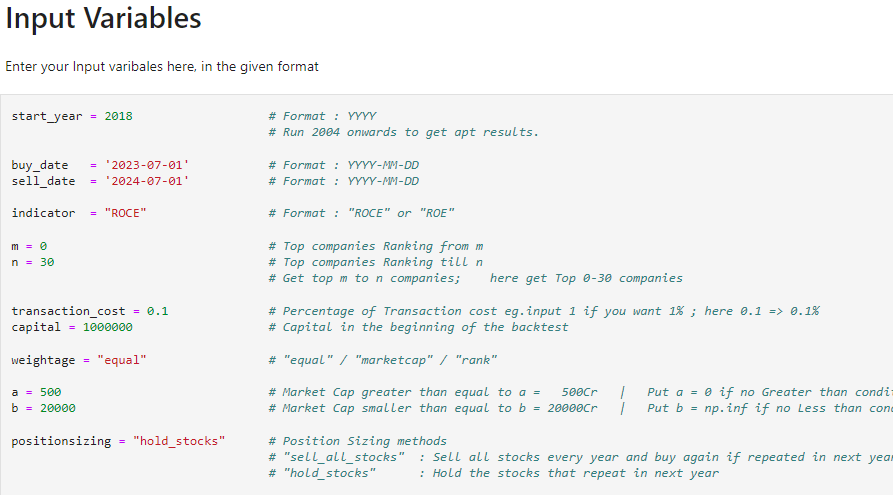 Input Variables
Enter your Input varibales here, in the given format
start_year = 2018 # Format : YYYY
# Run 2004 onwards to get apt results.
buy_date = '2023-07-01' # Format : YYYY-MM-DD
sell_date = '2024-07-01' # Format : YYYY-MM-DD
indicator = "ROCE" # Format : "ROCE" or "ROE"
m = 0 # Top companies Ranking from m
n = 30 # Top companies Ranking till n
# Get top m to n companies; here get Top 0-30 companies
transaction_cost = 0.1 # Percentage of Transaction cost eg.input 1 if you want 1% ; here 0.1 => 0.1%
capital = 1000000 # Capital in the beginning of the backtest
weightage = "equal" # "equal" / "marketcap" / "rank"
a = 500 # Market Cap greater than equal to a = 500Cr | Put a = 0 if no Greater than condi
b = 20000 # Market Cap smaller than equal to b = 20000Cr | Put b = np.inf if no Less than con
positionsizing = "hold_stocks" # Position Sizing methods
# "sell_all_stocks" : Sell all stocks every year and buy again if repeated in next year
# "hold_stocks" : Hold the stocks that repeat in next year